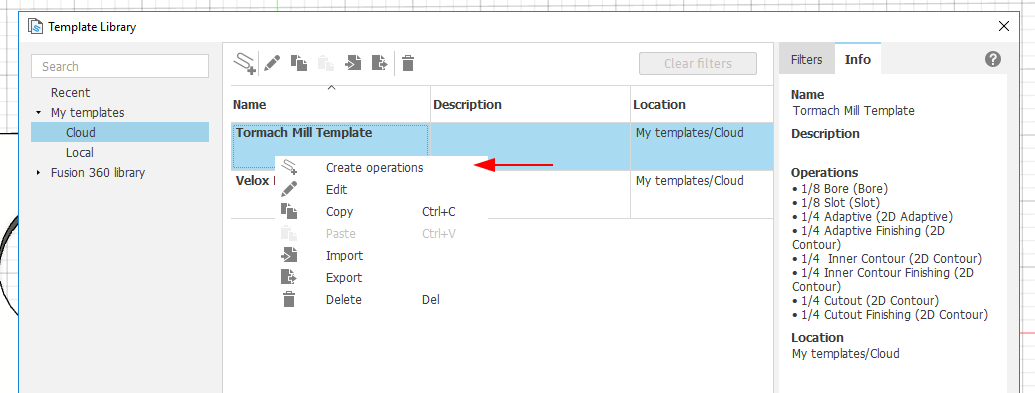 Template Library
Search
Recent
My templates
Cloud
Local
Fusion 360 library
Clear filters
Name Description Location
Tormach Mill Template My templates/Cloud
Velox My templates/Cloud
Create operations
Edit
Copy Ctrl+C
Paste Ctrl+V
Import
Export
Delete Del
Filters Info
Name
Tormach Mill Template
Description
Operations
• 1/8 Bore (Bore)
• 1/8 Slot (Slot)
• 1/4 Adaptive (2D Adaptive)
• 1/4 Adaptive Finishing (2D
Contour)
• 1/4 Inner Contour (2D Contour)
• 1/4 Inner Contour Finishing (2D
Contour)
• 1/4 Cutout (2D Contour)
• 1/4 Cutout Finishing (2D Contour)
Location
My templates/Cloud